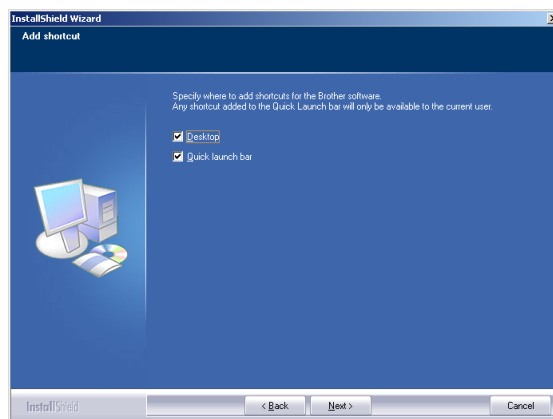 InstallShield Wizard
Add shortcut
Specify where to add shortcuts for the Brother software.
Any shortcut added to the Quick Launch bar will only be available to the current user.
Desktop
Quick launch bar
InstallShield
< Back
Next >
Cancel